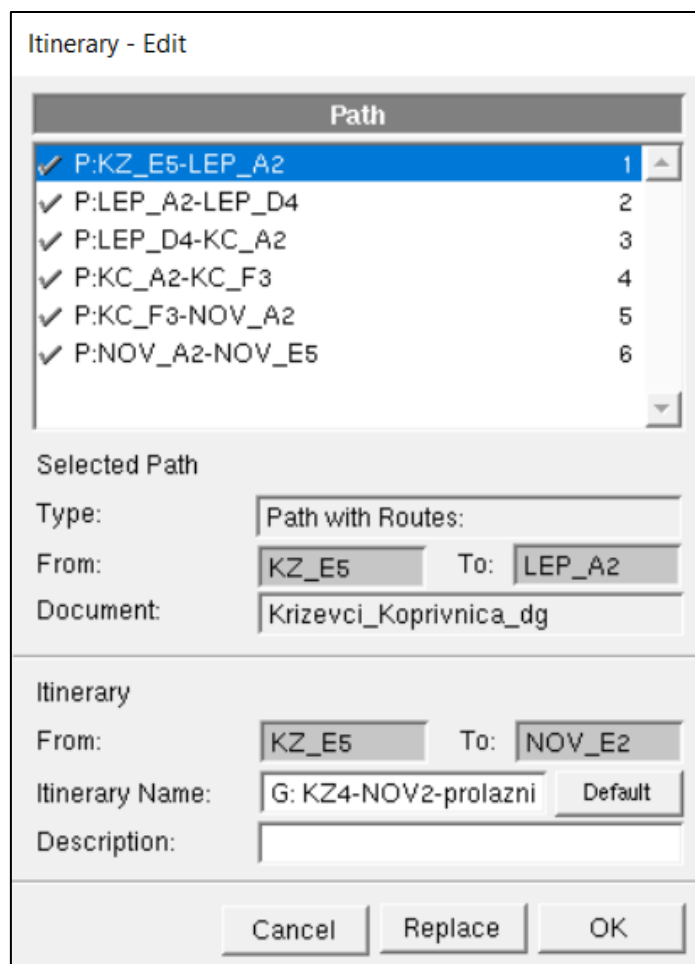 Itinerary - Edit
Path
P:KZ_E5-LEP_A2 1
P:LEP_A2-LEP_D4 2
P:LEP_D4-KC_A2 3
P:KC_A2-KC_F3 4
P:KC_F3-NOV_A2 5
P:NOV_A2-NOV_E5 6
Selected Path
Type: Path with Routes:
From: KZ_E5 To: LEP_A2
Document: Krizevci_Koprivnica_dg
Itinerary
From: KZ_E5 To: NOV_E2
Itinerary Name: G: KZ4-NOV2-prolazni Default
Description:
Cancel Replace OK